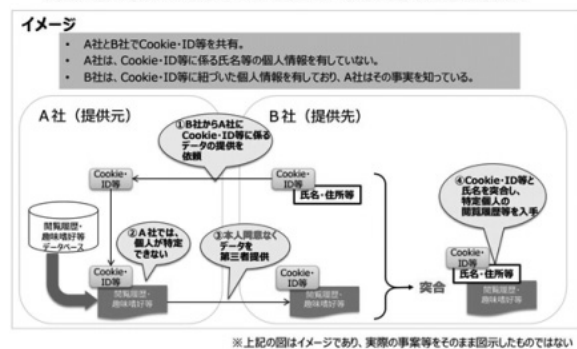 イメージ
• A社とB社でCookie・ID等を共有。
• A社は、Cookie・ID等に係る氏名等の個人情報を有していない。
• B社は、Cookie・ID等に紐づいた個人情報を有しており、A社はその事実を知っている。
A社（提供元）
B社（提供先）
①B社からA社に
Cookie・ID等に係る
データの提供を
依頼
Cookie・
ID等
Cookie・
ID等
氏名・住所等
④Cookie・ID等と
氏名を突合し、
特定個人の
閲覧履歴等を入手
閲覧履歴・
趣味嗜好等
データベース
②A社では、
個人が特定
できない
③本人同意なく
データを
第三者提供
Cookie・
ID等
閲覧履歴・
趣味嗜好等
Cookie・
ID等
閲覧履歴・
趣味嗜好等
突合
Cookie・
ID等
氏名・住所等
閲覧履歴・
趣味嗜好等
※上記の図はイメージであり、実際の事案等をそのまま図示したものではない